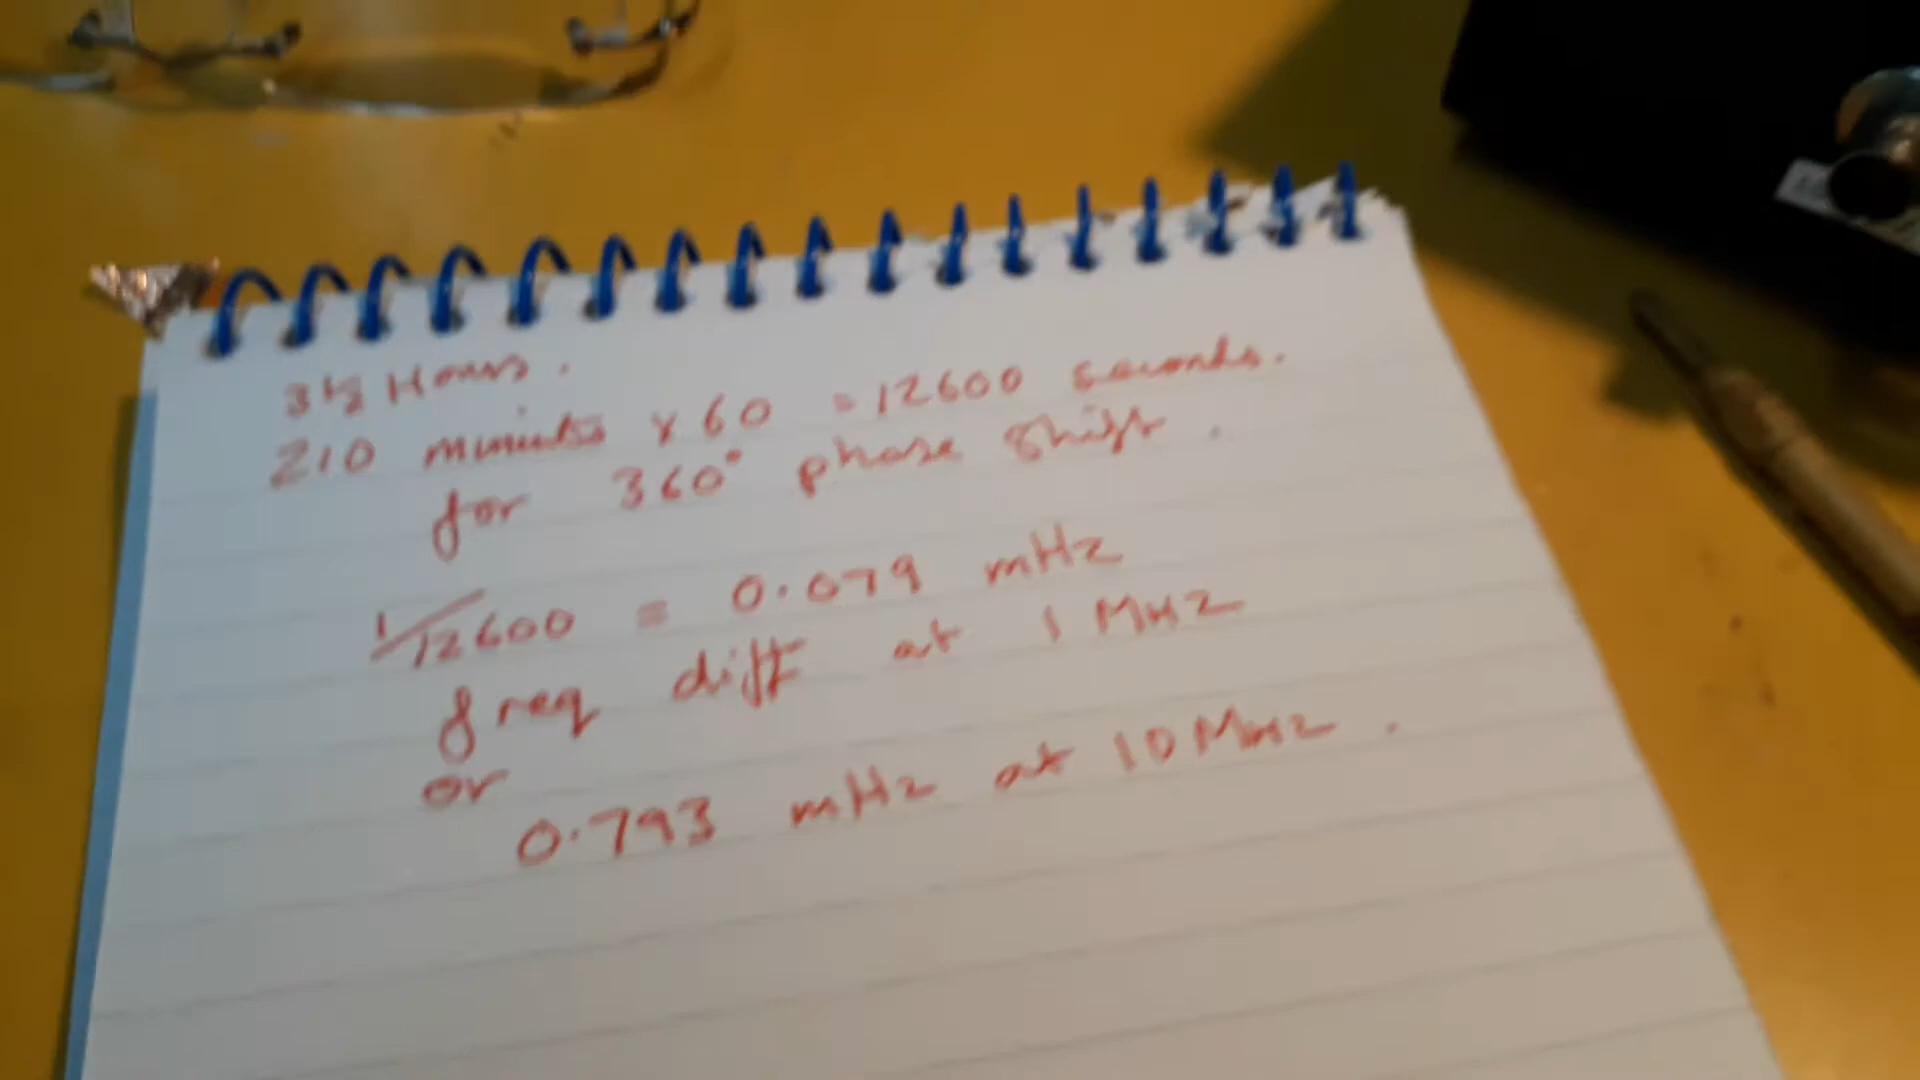 3½ Hours.
210 minutes x 60 = 12600 seconds.
for 360° phase shift.
1/12600 = 0.079 mHz
freq diff at 1 MHz
or
0.793 mHz at 10 MHz.